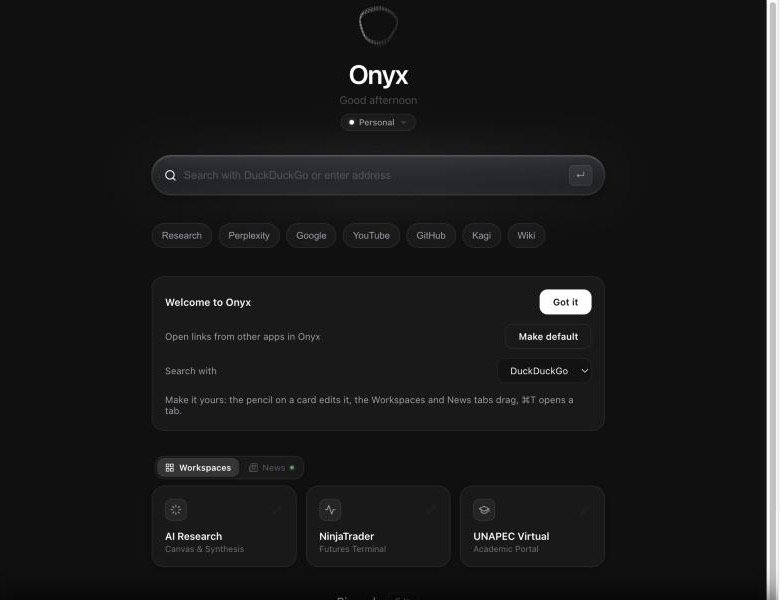 Onyx
Good afternoon
Personal
Search with DuckDuckGo or enter address
Research
Perplexity
Google
YouTube
GitHub
Kagi
Wiki
Welcome to Onyx
Got it
Open links from other apps in Onyx
Make default
Search with
DuckDuckGo
Make it yours: the pencil on a card edits it, the Workspaces and News tabs drag, ⌘T opens a
tab.
Workspaces
News
AI Research
Canvas & Synthesis
NinjaTrader
Futures Terminal
UNAPEC Virtual
Academic Portal